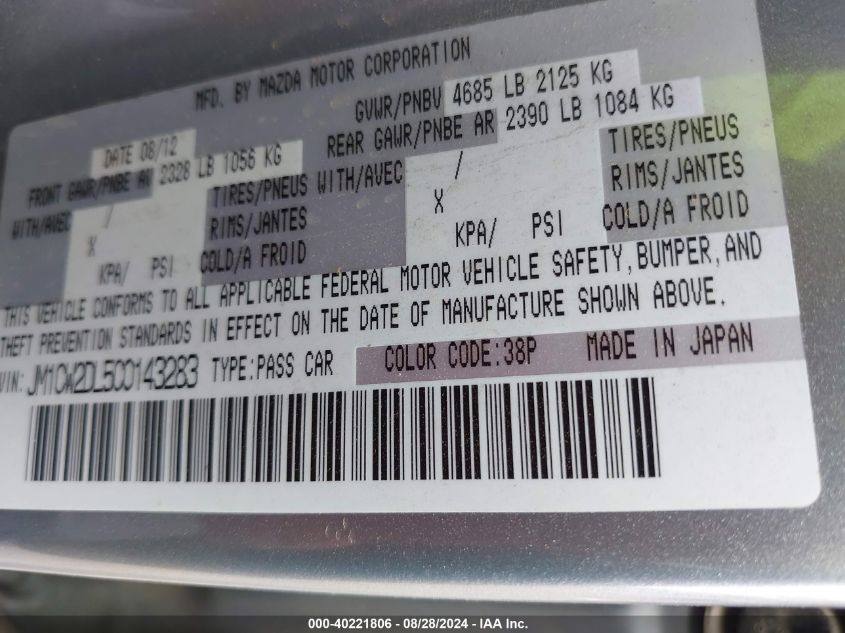 MFD. BY MAZDA MOTOR CORPORATION
DATE 08/12 GVWR/PNBV 4685 LB 2125 KG
FRONT GAWR/PNBE AV 2328 LB 1056 KG REAR GAWR/PNBE AR 2390 LB 1084 KG
WITH/AVEC / TIRES/PNEUS WITH/AVEC / TIRES/PNEUS
X RIMS/JANTES X RIMS/JANTES
KPA/ PSI COLD/A FROID KPA/ PSI COLD/A FROID
THIS VEHICLE CONFORMS TO ALL APPLICABLE FEDERAL MOTOR VEHICLE SAFETY, BUMPER, AND
THEFT PREVENTION STANDARDS IN EFFECT ON THE DATE OF MANUFACTURE SHOWN ABOVE.
VIN: JM1CW2DL5C0143283 TYPE:PASS CAR COLOR CODE:38P MADE IN JAPAN
000-40221806 - 08/28/2024 - IAA Inc.